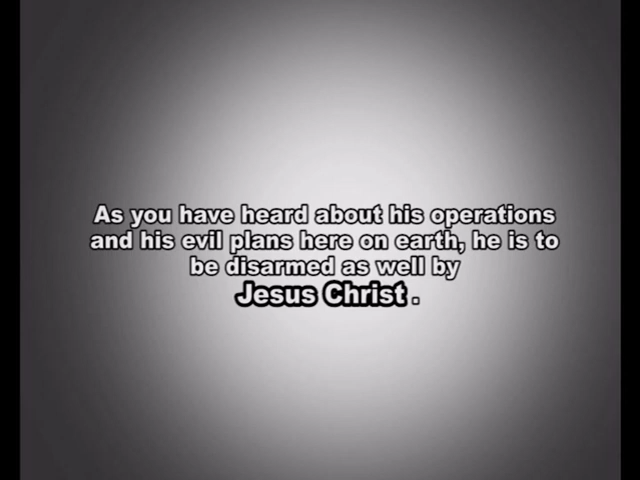 As you have heard about his operations
and his evil plans here on earth, he is to
be disarmed as well by
Jesus Christ .